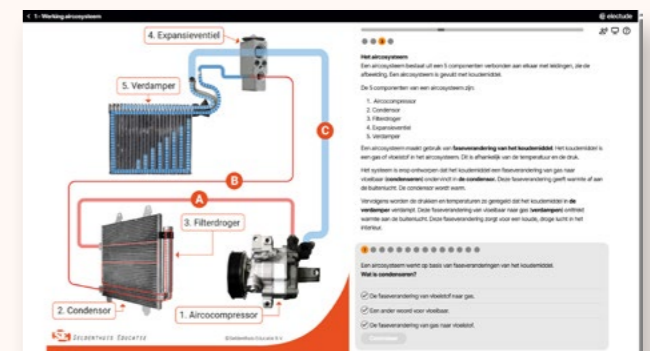 < 1 - Werking aircosysteem
electude
4. Expansieventiel
5. Verdamper
C
B
A
3. Filterdroger
2. Condensor
1. Aircocompressor
SELDENTHUIS EDUCATIE
©Seldenthuis Educatie B.V.
Het aircosysteem
Een aircosysteem bestaat uit een 5 componenten verbonden aan elkaar met leidingen, zie de
afbeelding. Een aircosysteem is gevuld met koudemiddel.
De 5 componenten van een aircosysteem zijn:
1. Aircocompressor
2. Condensor
3. Filterdroger
4. Expansieventiel
5. Verdamper
Een aircosysteem maakt gebruik van faseverandering van het koudemiddel. Het koudemiddel is
een gas of vloeistof in het aircosysteem. Dit is afhankelijk van de temperatuur en de druk.
Het systeem is erop ontworpen dat het koudemiddel een faseverandering van gas naar
vloeibaar (condenseren) ondervindt in de condensor. Deze faseverandering geeft warmte af aan
de buitenlucht. De condensor wordt warm.
Vervolgens worden de drukken en temperaturen zo geregeld dat het koudemiddel in de
verdamper verdampt. Deze faseverandering van vloeibaar naar gas (verdampen) onttrekt
warmte aan de buitenlucht. Deze faseverandering zorgt voor een koude, droge lucht in het
interieur.
Een aircosysteem werkt op basis van faseveranderingen van het koudemiddel.
Wat is condenseren?
De faseverandering van vloeistof naar gas.
Een ander woord voor vloeibaar.
De faseverandering van gas naar vloeistof.